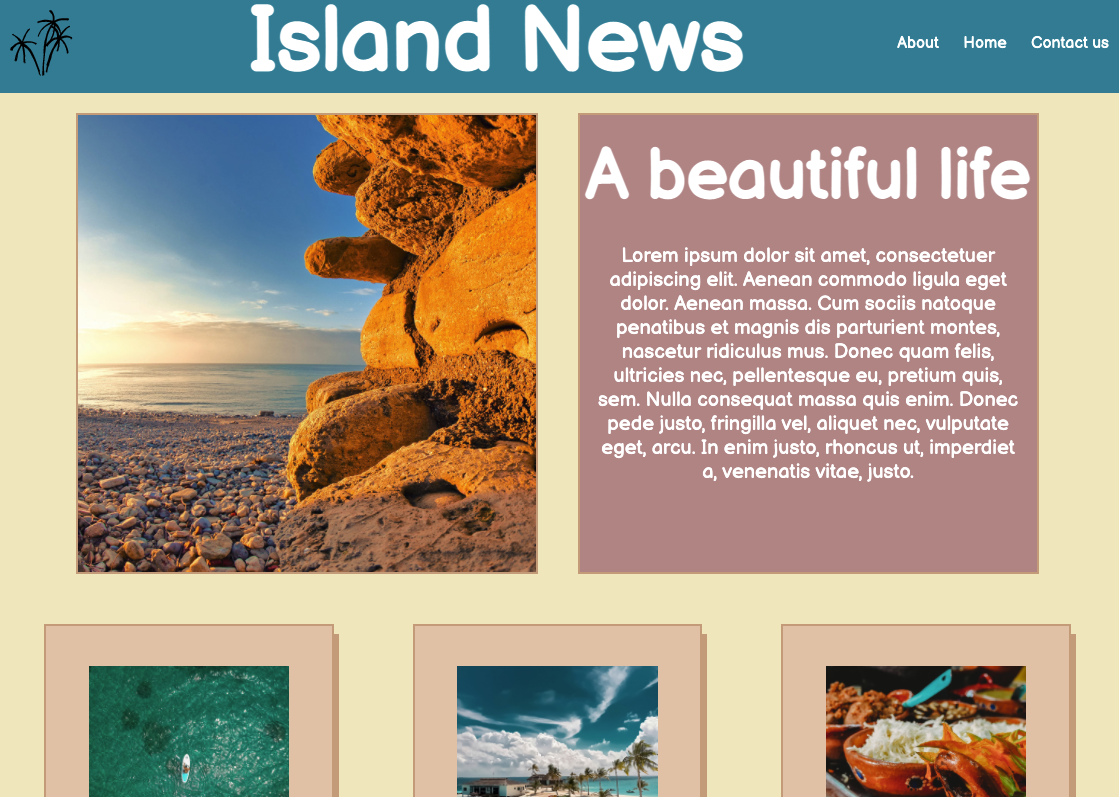 Island News
About Home Contact us
A beautiful life
Lorem ipsum dolor sit amet, consectetuer
adipiscing elit. Aenean commodo ligula eget
dolor. Aenean massa. Cum sociis natoque
penatibus et magnis dis parturient montes,
nascetur ridiculus mus. Donec quam felis,
ultricies nec, pellentesque eu, pretium quis,
sem. Nulla consequat massa quis enim. Donec
pede justo, fringilla vel, aliquet nec, vulputate
eget, arcu. In enim justo, rhoncus ut, imperdiet
a, venenatis vitae, justo.